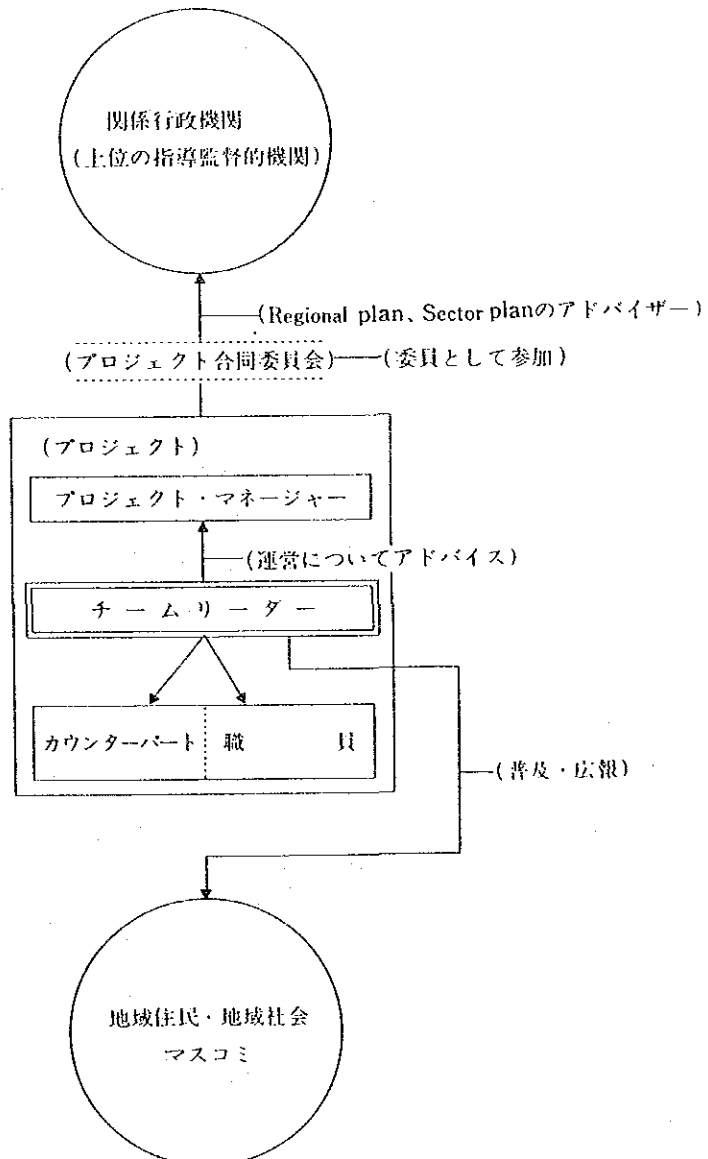 関係行政機関
(上位の指導監督的機関)
(Regional plan、Sector planのアドバイザー)
(プロジェクト合同委員会)
(委員として参加)
(プロジェクト)
プロジェクト・マネージャー
(運営についてアドバイス)
チームリーダー
カウンターパート
職員
(普及・広報)
地域住民・地域社会
マスコミ